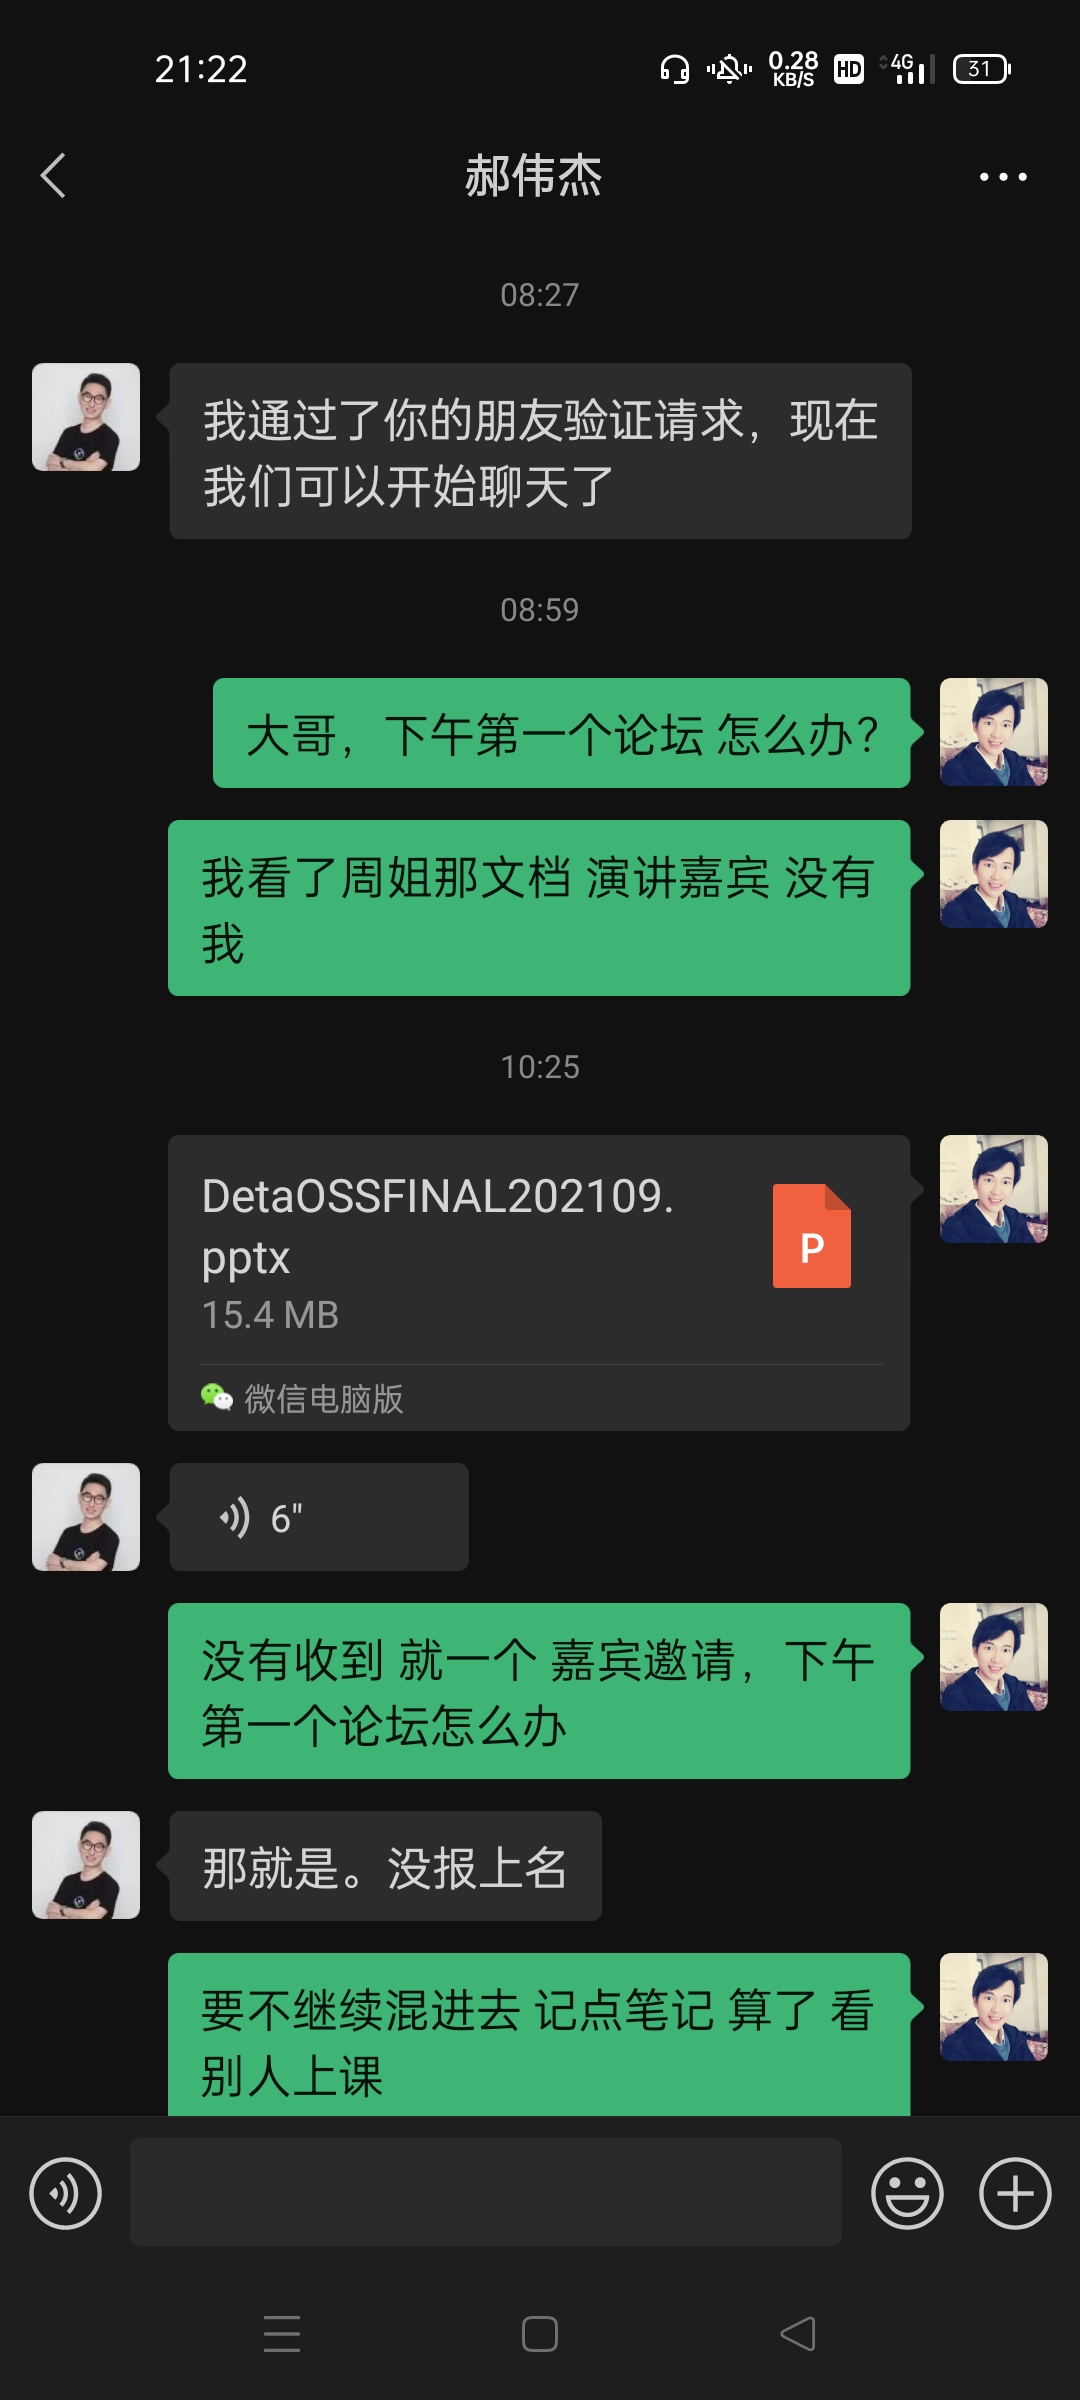 21:22
0.28
KB/S
HD
4G
31
郝伟杰
08:27
我通过了你的朋友验证请求，现在
我们可以开始聊天了
08:59
大哥，下午第一个论坛 怎么办？
我看了周姐那文档 演讲嘉宾 没有
我
10:25
DetaOSSFINAL202109.
pptx
P
15.4 MB
微信电脑版
6"
没有收到 就一个 嘉宾邀请，下午
第一个论坛怎么办
那就是。没报上名
要不继续混进去 记点笔记 算了 看
别人上课